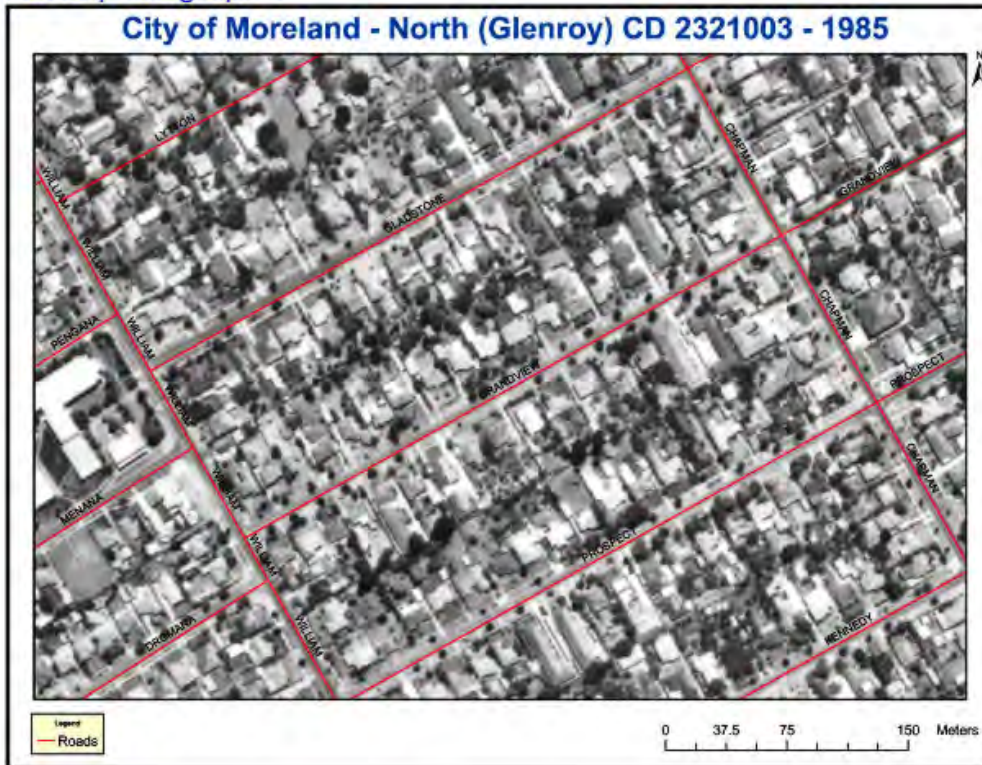 City of Moreland - North (Glenroy) CD 2321003 - 1985
N
LYTTON
WILLIAM
CHAPMAN
GRANDVIEW
GLADSTONE
WILLIAM
PENGANA
WILLIAM
CHAPMAN
PROSPECT
GRANDVIEW
WILLIAM
CHAPMAN
WILLIAM
MENANA
WILLIAM
PROSPECT
DROMANA
WILLIAM
KENNEDY
Legend
Roads
0 37.5 75 150 Meters